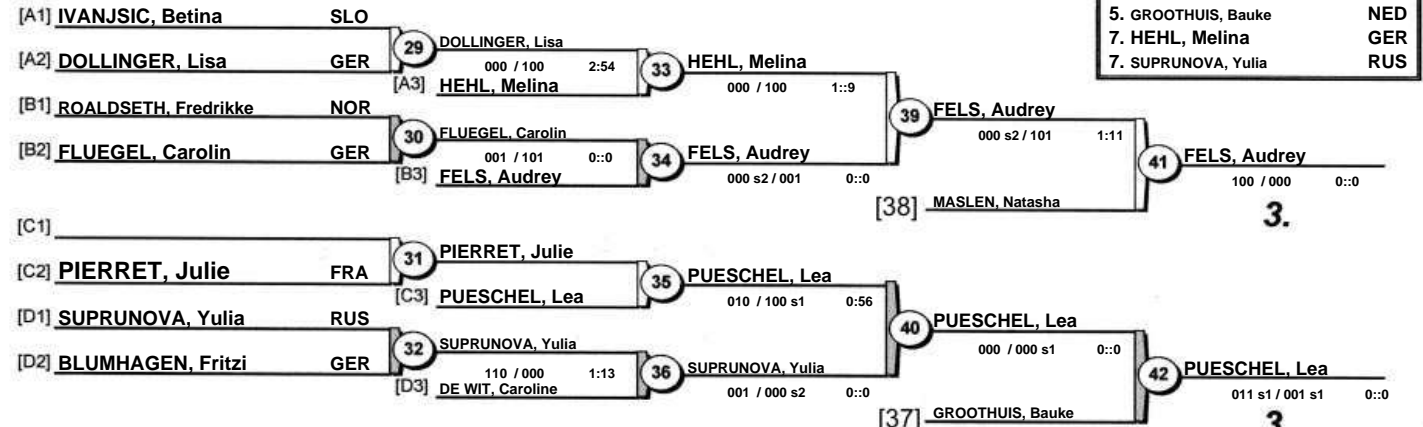 [A1] IVANJSIC, Betina SLO
5. GROOTHUIS, Bauke NED
7. HEHL, Melina GER
7. SUPRUNOVA, Yulia RUS
29 DOLLINGER, Lisa
[A2] DOLLINGER, Lisa GER
000 / 100 2:54
33 HEHL, Melina
[A3] HEHL, Melina
000 / 100 1::9
[B1] ROALDSETH, Fredrikke NOR
39 FELS, Audrey
30 FLUEGEL, Carolin
000 s2 / 101 1:11
[B2] FLUEGEL, Carolin GER
001 / 101 0::0
34 FELS, Audrey
41 FELS, Audrey
[B3] FELS, Audrey
000 s2 / 001 0::0
100 / 000 0::0
[38] MASLEN, Natasha
3.
[C1]
31 PIERRET, Julie
[C2] PIERRET, Julie FRA
35 PUESCHEL, Lea
[C3] PUESCHEL, Lea
010 / 100 s1 0:56
[D1] SUPRUNOVA, Yulia RUS
40 PUESCHEL, Lea
32 SUPRUNOVA, Yulia
000 / 000 s1 0::0
[D2] BLUMHAGEN, Fritzi GER
110 / 000 1:13
36 SUPRUNOVA, Yulia
42 PUESCHEL, Lea
[D3] DE WIT, Caroline
001 / 000 s2 0::0
011 s1 / 001 s1 0::0
[37] GROOTHUIS, Bauke
3.